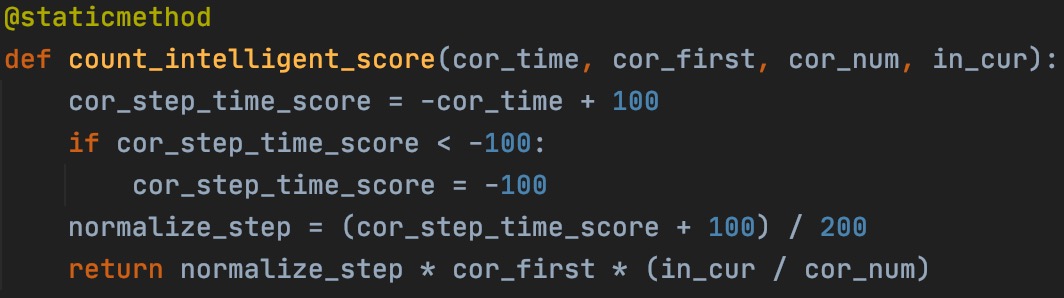 @staticmethod
def count_intelligent_score(cor_time, cor_first, cor_num, in_cur):
    cor_step_time_score = -cor_time + 100
    if cor_step_time_score < -100:
        cor_step_time_score = -100
    normalize_step = (cor_step_time_score + 100) / 200
    return normalize_step * cor_first * (in_cur / cor_num)